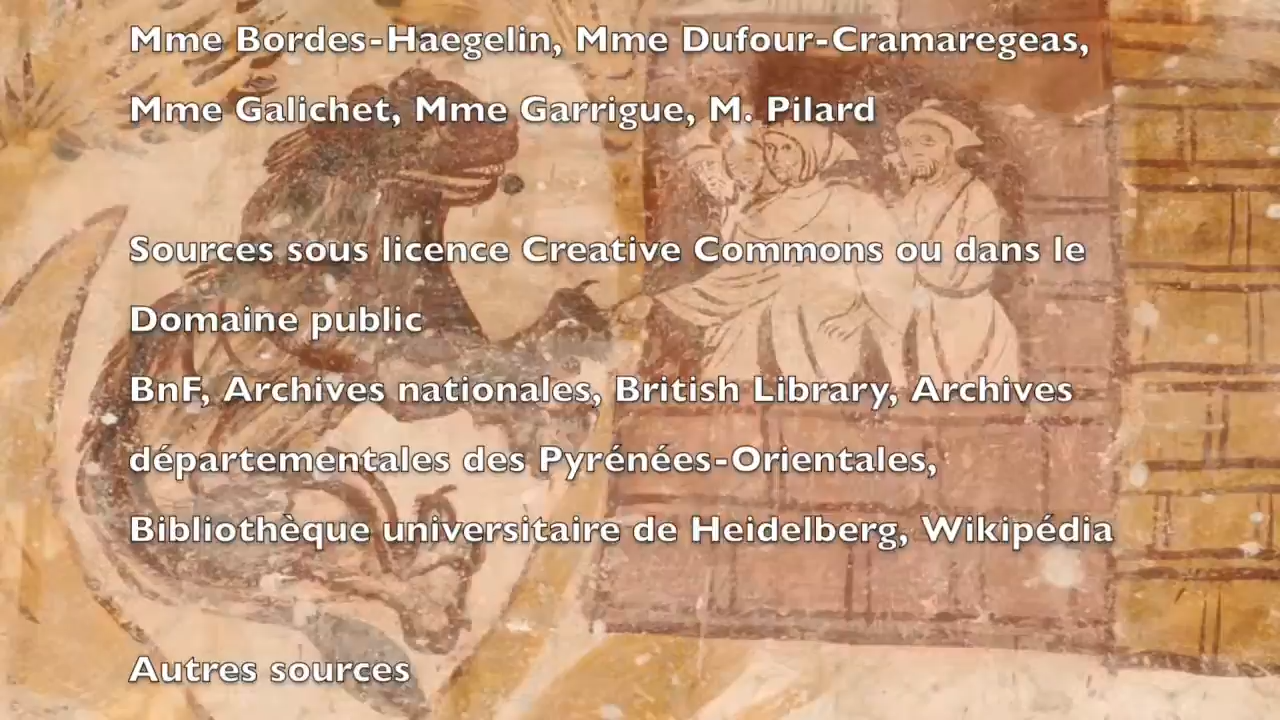 Mme Bordes-Haegelin, Mme Dufour-Cramaregeas,
Mme Galichet, Mme Garrigue, M. Pilard
Sources sous licence Creative Commons ou dans le
Domaine public
BnF, Archives nationales, British Library, Archives
départementales des Pyrénées-Orientales,
Bibliothèque universitaire de Heidelberg, Wikipédia
Autres sources